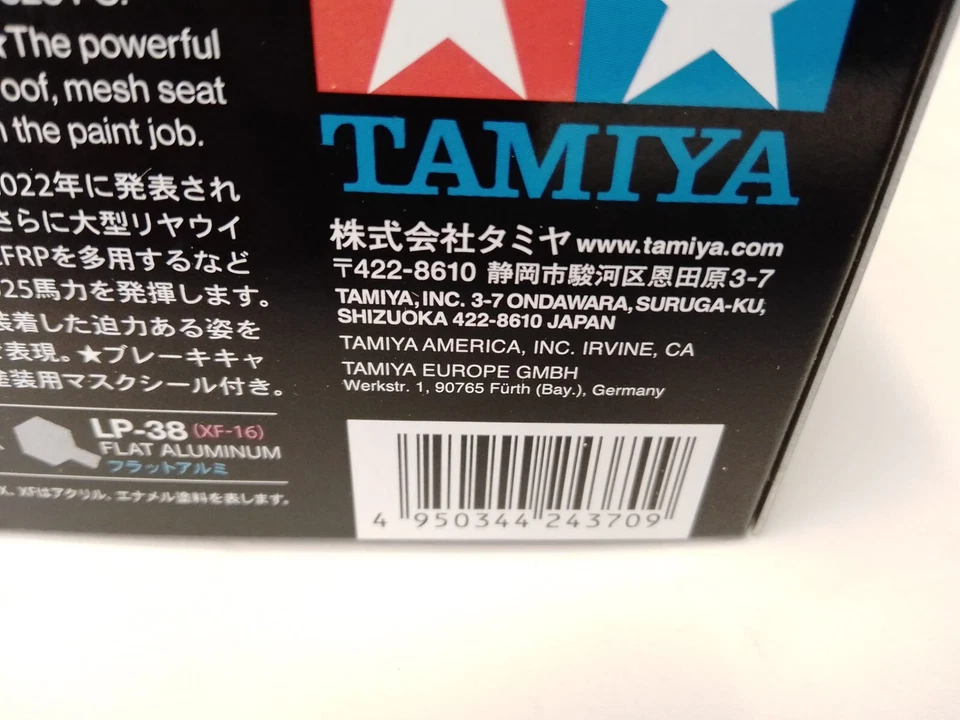 The powerful
oof, mesh seat
the paint job.
2022年に発表され
さらに大型リヤウイ
CFRPを多用するなど
525馬力を発揮します。
装着した迫力ある姿を
表現。★ブレーキキャ
塗装用マスクシール付き。
LP-38 (XF-16)
FLAT ALUMINUM
フラットアルミ
XFはアクリル、エナメル塗料を表します。
TAMIYA
株式会社タミヤ www.tamiya.com
〒422-8610 静岡市駿河区恩田原3-7
TAMIYA, INC. 3-7 ONDAWARA, SURUGA-KU,
SHIZUOKA 422-8610 JAPAN
TAMIYA AMERICA, INC. IRVINE, CA
TAMIYA EUROPE GMBH
Werkstr. 1, 90765 Fürth (Bay.), Germany
4 950344 243709